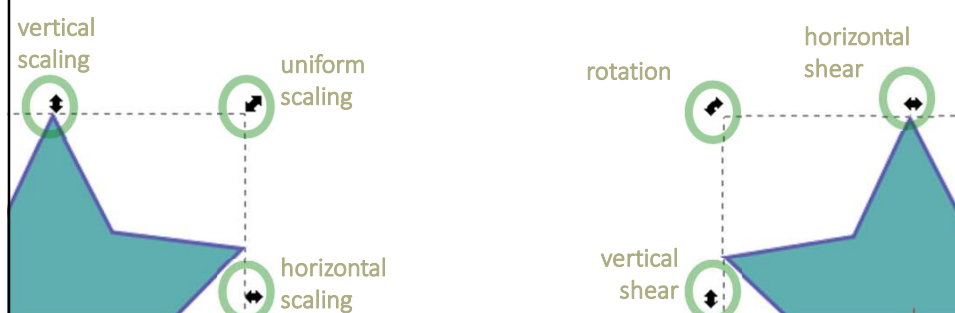 vertical
scaling
uniform
scaling
horizontal
scaling
rotation
horizontal
shear
vertical
shear